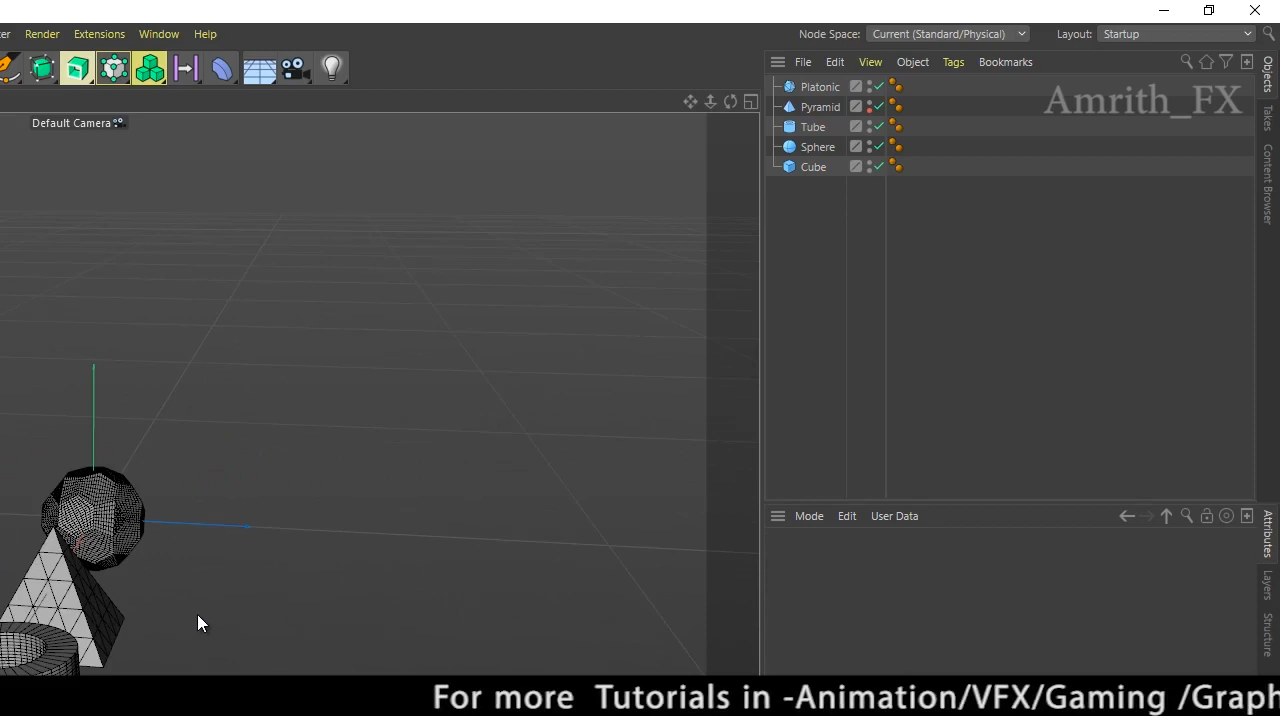 ter Render Extensions Window Help
Node Space: Current (Standard/Physical) Layout: Startup
File Edit View Object Tags Bookmarks
Objects
Takes
Content Browser
Default Camera
Platonic
Pyramid
Tube
Sphere
Cube
Amrith_FX
Mode Edit User Data
Attributes
Layers
Structure
For more Tutorials in -Animation/VFX/Gaming /Graph